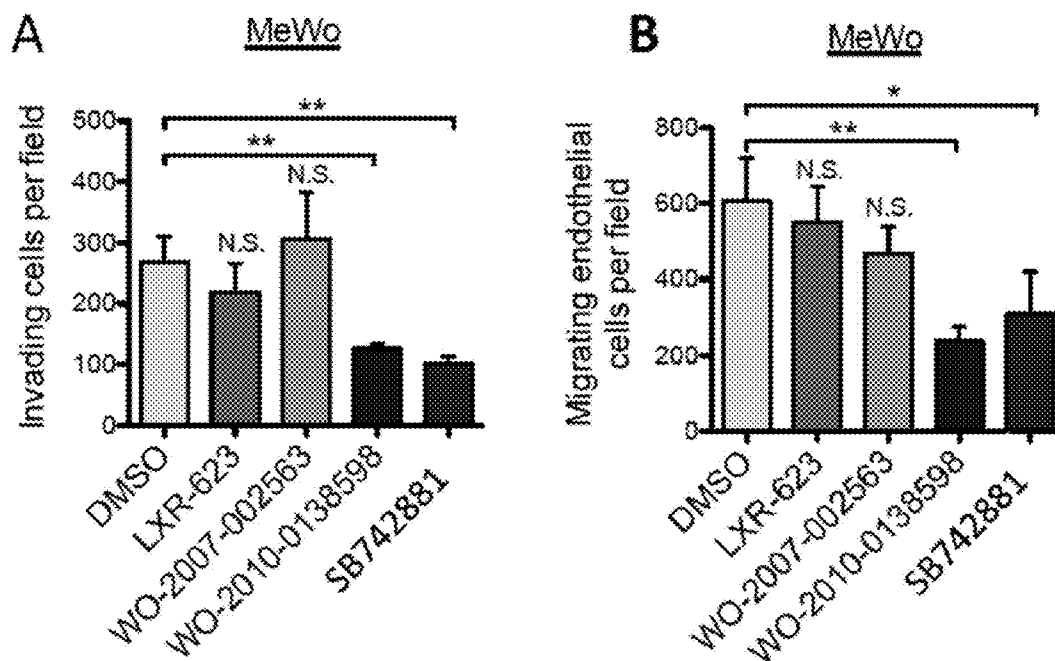 A
MeWo
Invading cells per field
500
400
300
200
100
0
**
**
N.S.
N.S.
DMSO
LXR-623
WO-2007-002563
WO-2010-0138598
SB742881
B
MeWo
Migrating endothelial
cells per field
800
600
400
200
0
*
**
N.S.
N.S.
DMSO
LXR-623
WO-2007-002563
WO-2010-0138598
SB742881